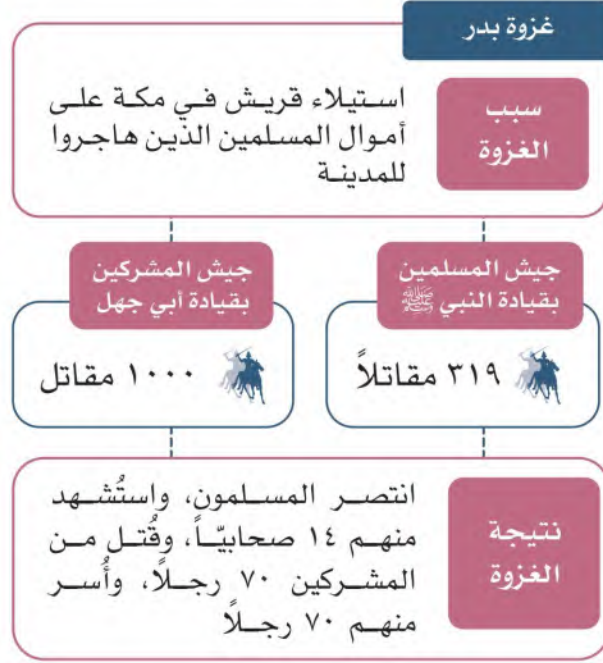 غزوة بدر
سبب
الغزوة
استيلاء قريش في مكة على
أموال المسلمين الذين هاجروا
للمدينة
جيش المسلمين
بقيادة النبي ﷺ
٣١٩ مقاتلاً
جيش المشركين
بقيادة أبي جهل
١٠٠٠ مقاتل
نتيجة
الغزوة
انتصر المسلمون، واستُشهد
منهم ١٤ صحابيّاً، وقُتل من
المشركين ٧٠ رجلاً، وأُسر
منهم ٧٠ رجلاً